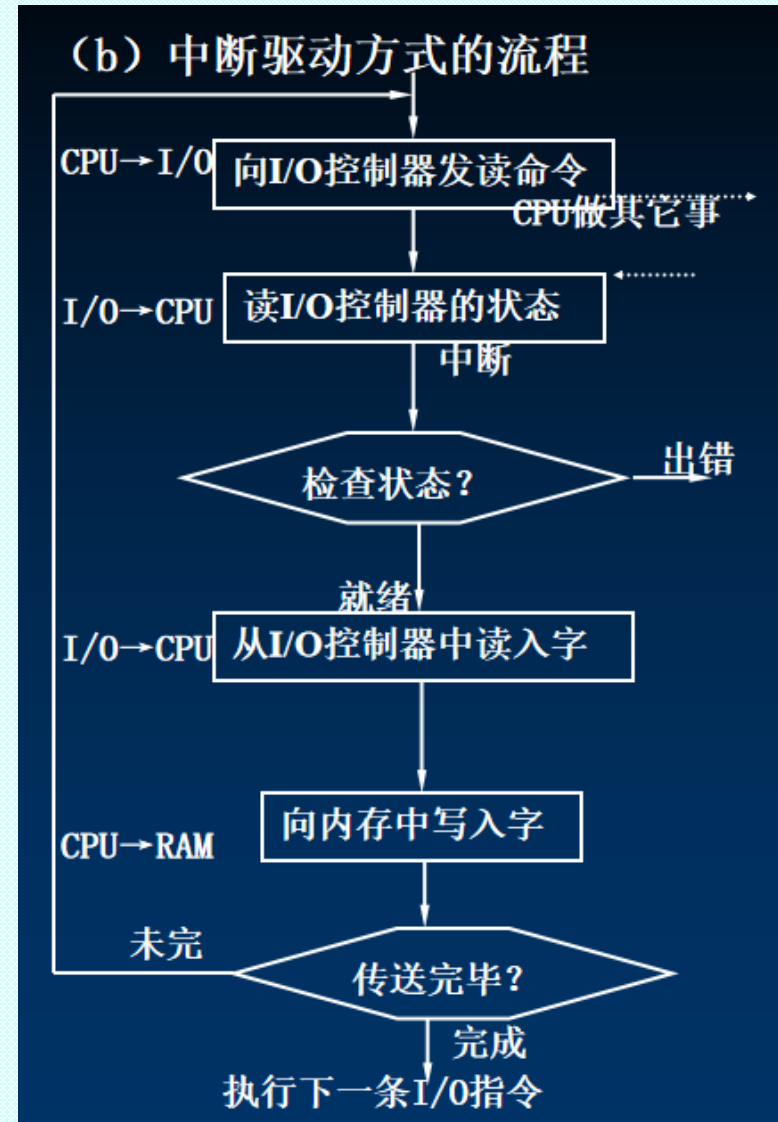 （b）中断驱动方式的流程
CPU→I/O
向I/O控制器发读命令
CPU做其它事
I/O→CPU
读I/O控制器的状态
中断
检查状态？
出错
就绪
I/O→CPU
从I/O控制器中读入字
向内存中写入字
CPU→RAM
未完
传送完毕？
完成
执行下一条I/O指令